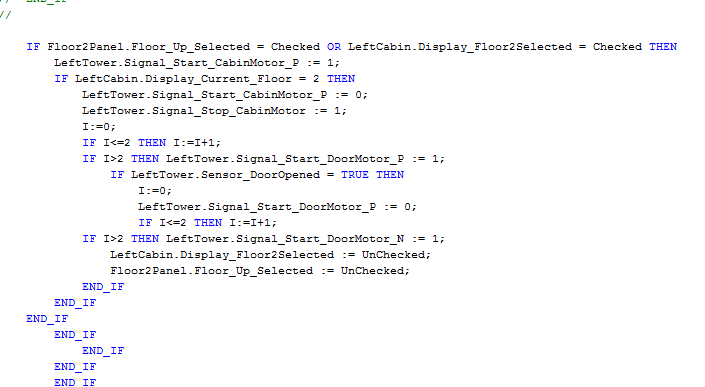 // END_IF
//
IF Floor2Panel.Floor_Up_Selected = Checked OR LeftCabin.Display_Floor2Selected = Checked THEN
LeftTower.Signal_Start_CabinMotor_P := 1;
IF LeftCabin.Display_Current_Floor = 2 THEN
LeftTower.Signal_Start_CabinMotor_P := 0;
LeftTower.Signal_Stop_CabinMotor := 1;
I:=0;
IF I<=2 THEN I:=I+1;
IF I>2 THEN LeftTower.Signal_Start_DoorMotor_P := 1;
IF LeftTower.Sensor_DoorOpened = TRUE THEN
I:=0;
LeftTower.Signal_Start_DoorMotor_P := 0;
IF I<=2 THEN I:=I+1;
IF I>2 THEN LeftTower.Signal_Start_DoorMotor_N := 1;
LeftCabin.Display_Floor2Selected := UnChecked;
Floor2Panel.Floor_Up_Selected := UnChecked;
END_IF
END_IF
END_IF
END_IF
END_IF
END_IF
END_IF